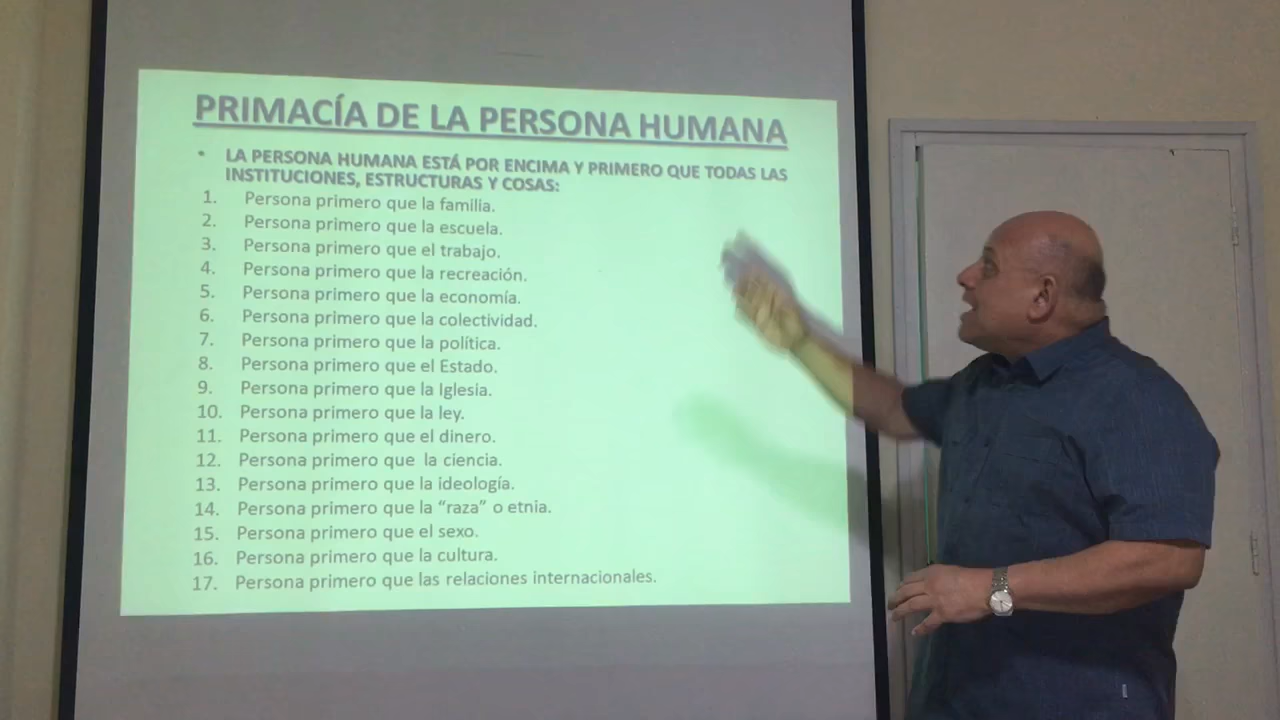 PRIMACÍA DE LA PERSONA HUMANA
• LA PERSONA HUMANA ESTÁ POR ENCIMA Y PRIMERO QUE TODAS LAS
INSTITUCIONES, ESTRUCTURAS Y COSAS:
1. Persona primero que la familia.
2. Persona primero que la escuela.
3. Persona primero que el trabajo.
4. Persona primero que la recreación.
5. Persona primero que la economía.
6. Persona primero que la colectividad.
7. Persona primero que la política.
8. Persona primero que el Estado.
9. Persona primero que la Iglesia.
10. Persona primero que la ley.
11. Persona primero que el dinero.
12. Persona primero que la ciencia.
13. Persona primero que la ideología.
14. Persona primero que la “raza” o etnia.
15. Persona primero que el sexo.
16. Persona primero que la cultura.
17. Persona primero que las relaciones internacionales.